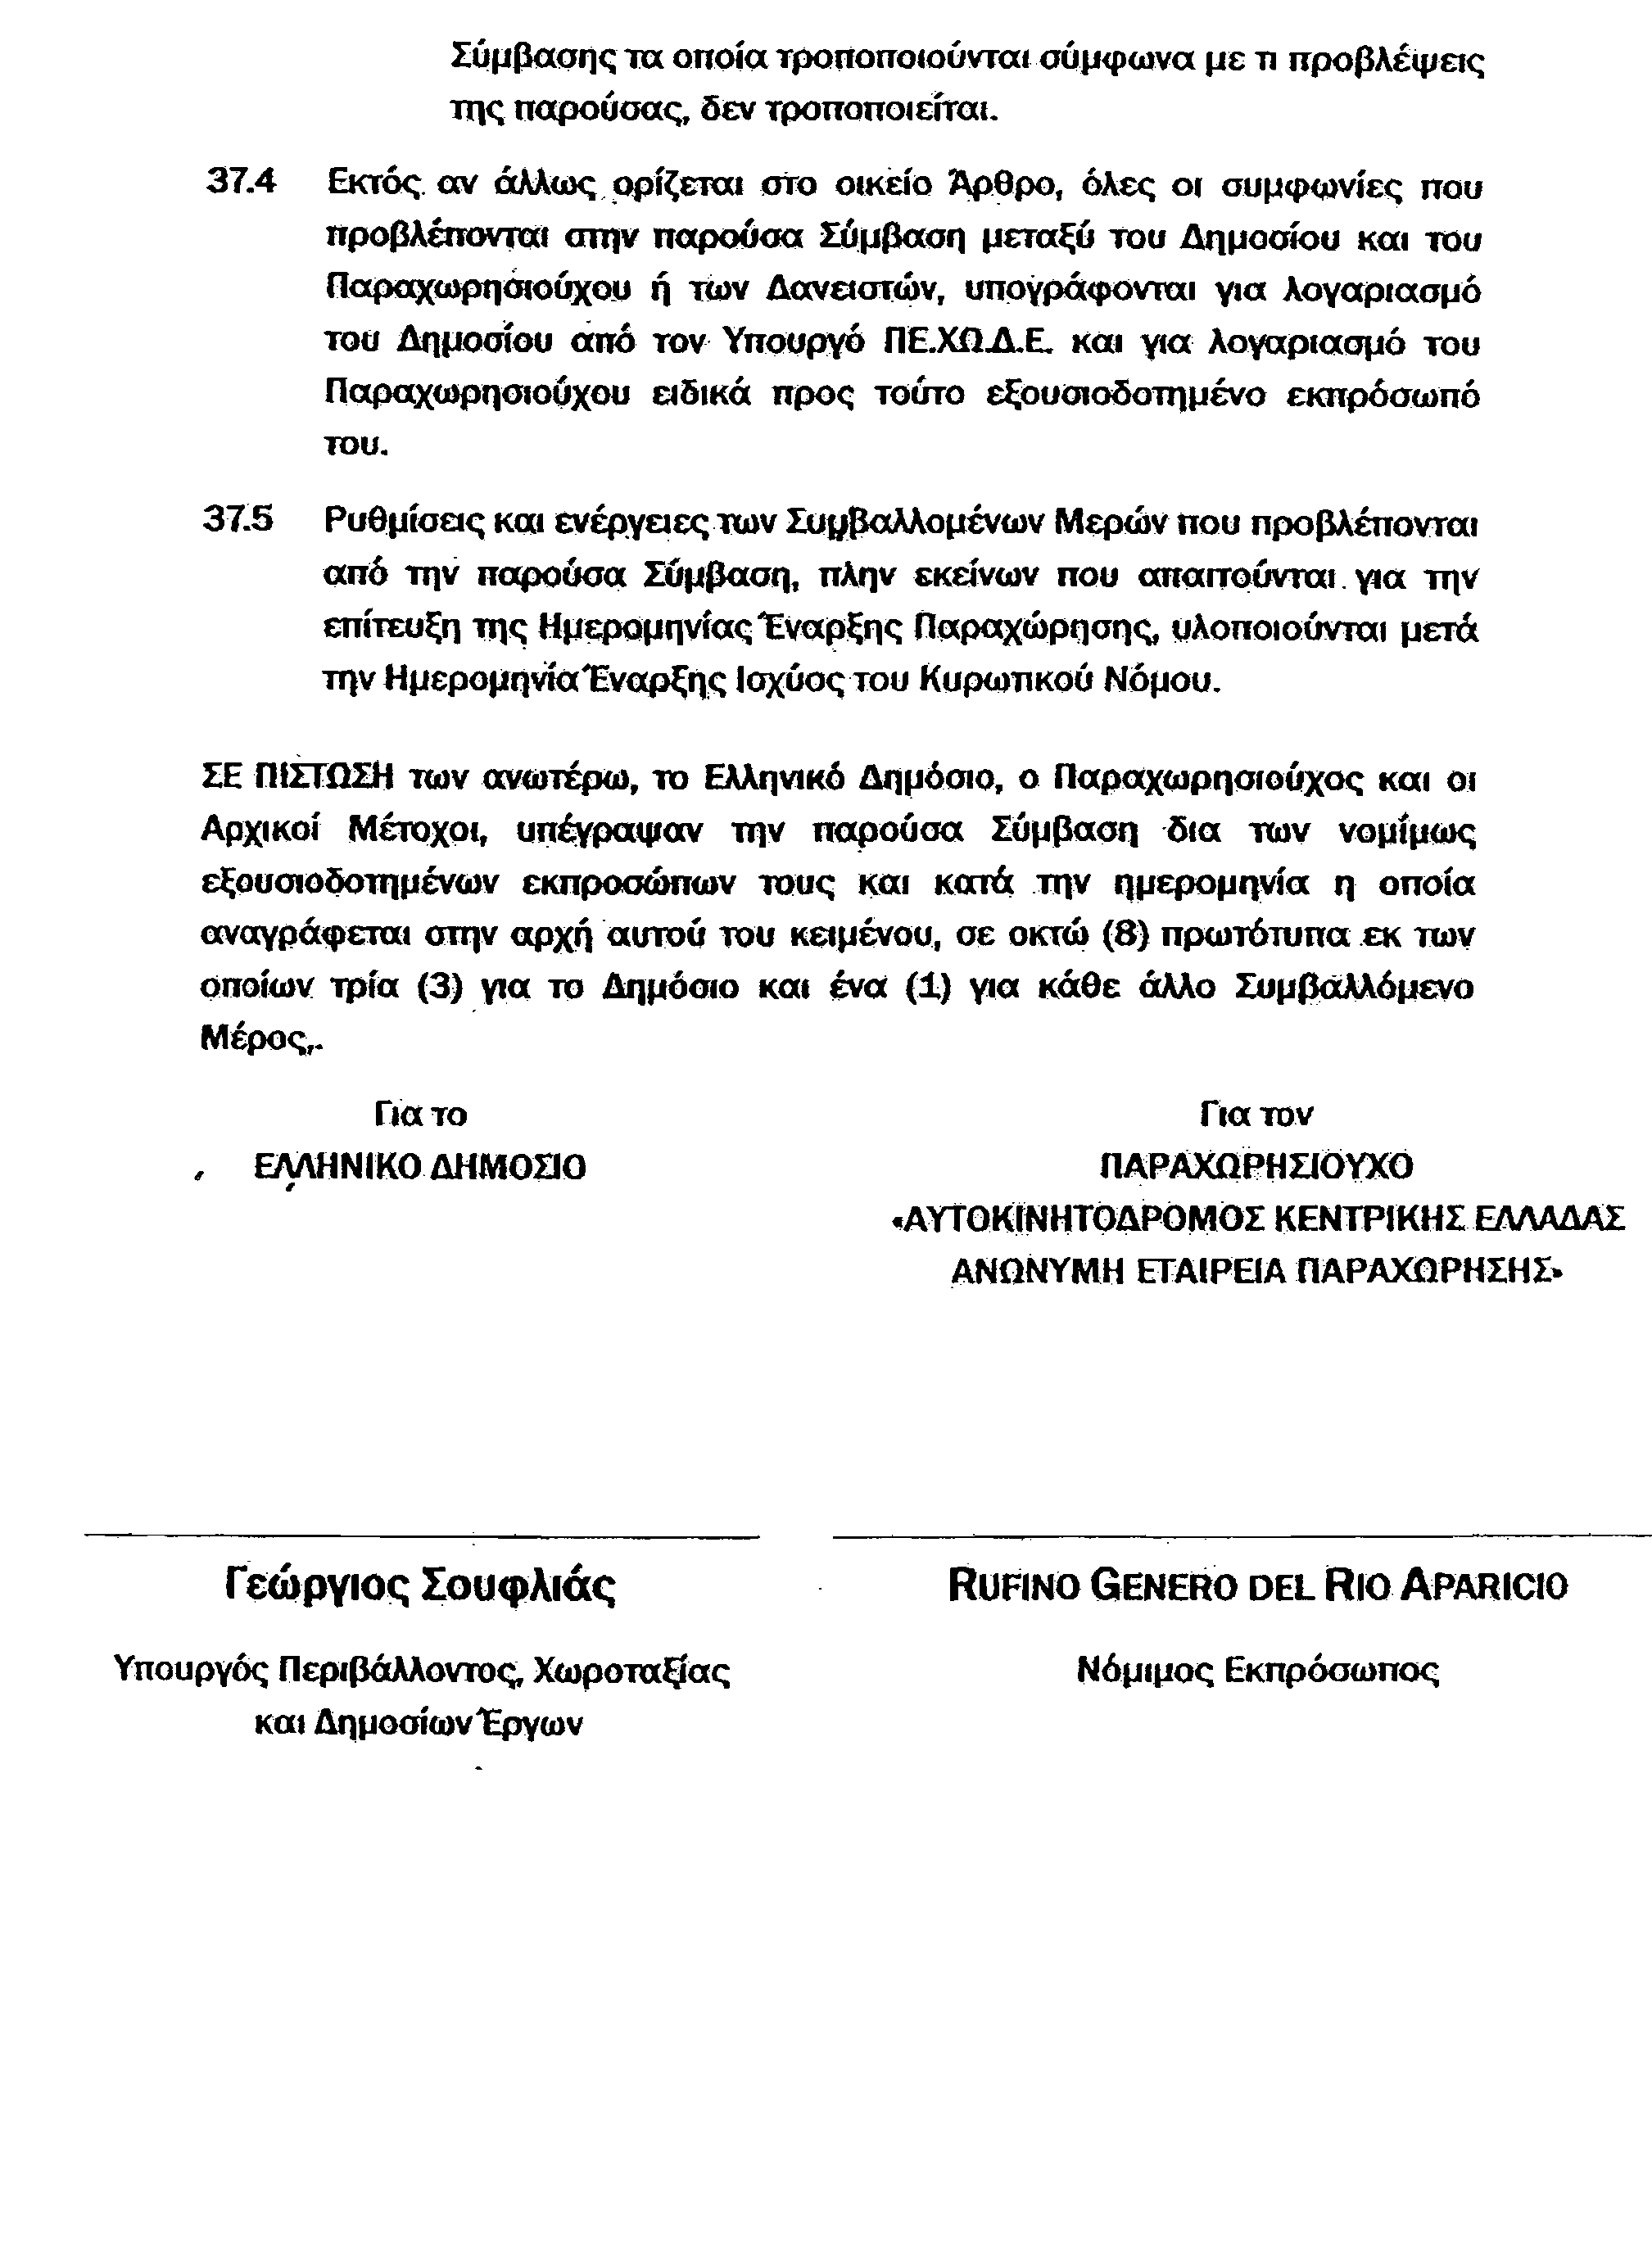 Σύμβασης τα οποία τροποποιούνται σύμφωνα με τι προβλέψεις
της παρούσας, δεν τροποποιείται.
37.4 Εκτός αν άλλως ορίζεται στο οικείο Άρθρο, όλες οι συμφωνίες που
προβλέπονται στην παρούσα Σύμβαση μεταξύ του Δημοσίου και του
Παραχωρησιούχου ή των Δανειστών, υπογράφονται για λογαριασμό
του Δημοσίου από τον Υπουργό ΠΕ.ΧΩ.Δ.Ε. και για λογαριασμό του
Παραχωρησιούχου ειδικά προς τούτο εξουσιοδοτημένο εκπρόσωπό
του.
37.5 Ρυθμίσεις και ενέργειες των Συμβαλλομένων Μερών που προβλέπονται
από την παρούσα Σύμβαση, πλην εκείνων που απαιτούνται για την
επίτευξη της Ημερομηνίας Έναρξης Παραχώρησης, υλοποιούνται μετά
την Ημερομηνία Έναρξης Ισχύος του Κυρωτικού Νόμου.
ΣΕ ΠΙΣΤΩΣΗ των ανωτέρω, το Ελληνικό Δημόσιο, ο Παραχωρησιούχος και οι
Αρχικοί Μέτοχοι, υπέγραψαν την παρούσα Σύμβαση δια των νομίμως
εξουσιοδοτημένων εκπροσώπων τους και κατά την ημερομηνία η οποία
αναγράφεται στην αρχή αυτού του κειμένου, σε οκτώ (8) πρωτότυπα εκ των
οποίων τρία (3) για το Δημόσιο και ένα (1) για κάθε άλλο Συμβαλλόμενο
Μέρος,.
Για το
ΕΛΛΗΝΙΚΟ ΔΗΜΟΣΙΟ
Για τον
ΠΑΡΑΧΩΡΗΣΙΟΥΧΟ
«ΑΥΤΟΚΙΝΗΤΟΔΡΟΜΟΣ ΚΕΝΤΡΙΚΗΣ ΕΛΛΑΔΑΣ
ΑΝΩΝΥΜΗ ΕΤΑΙΡΕΙΑ ΠΑΡΑΧΩΡΗΣΗΣ»
Γεώργιος Σουφλιάς
Υπουργός Περιβάλλοντος, Χωροταξίας
και Δημοσίων Έργων
RUFINO GENERO DEL RIO APARICIO
Νόμιμος Εκπρόσωπος